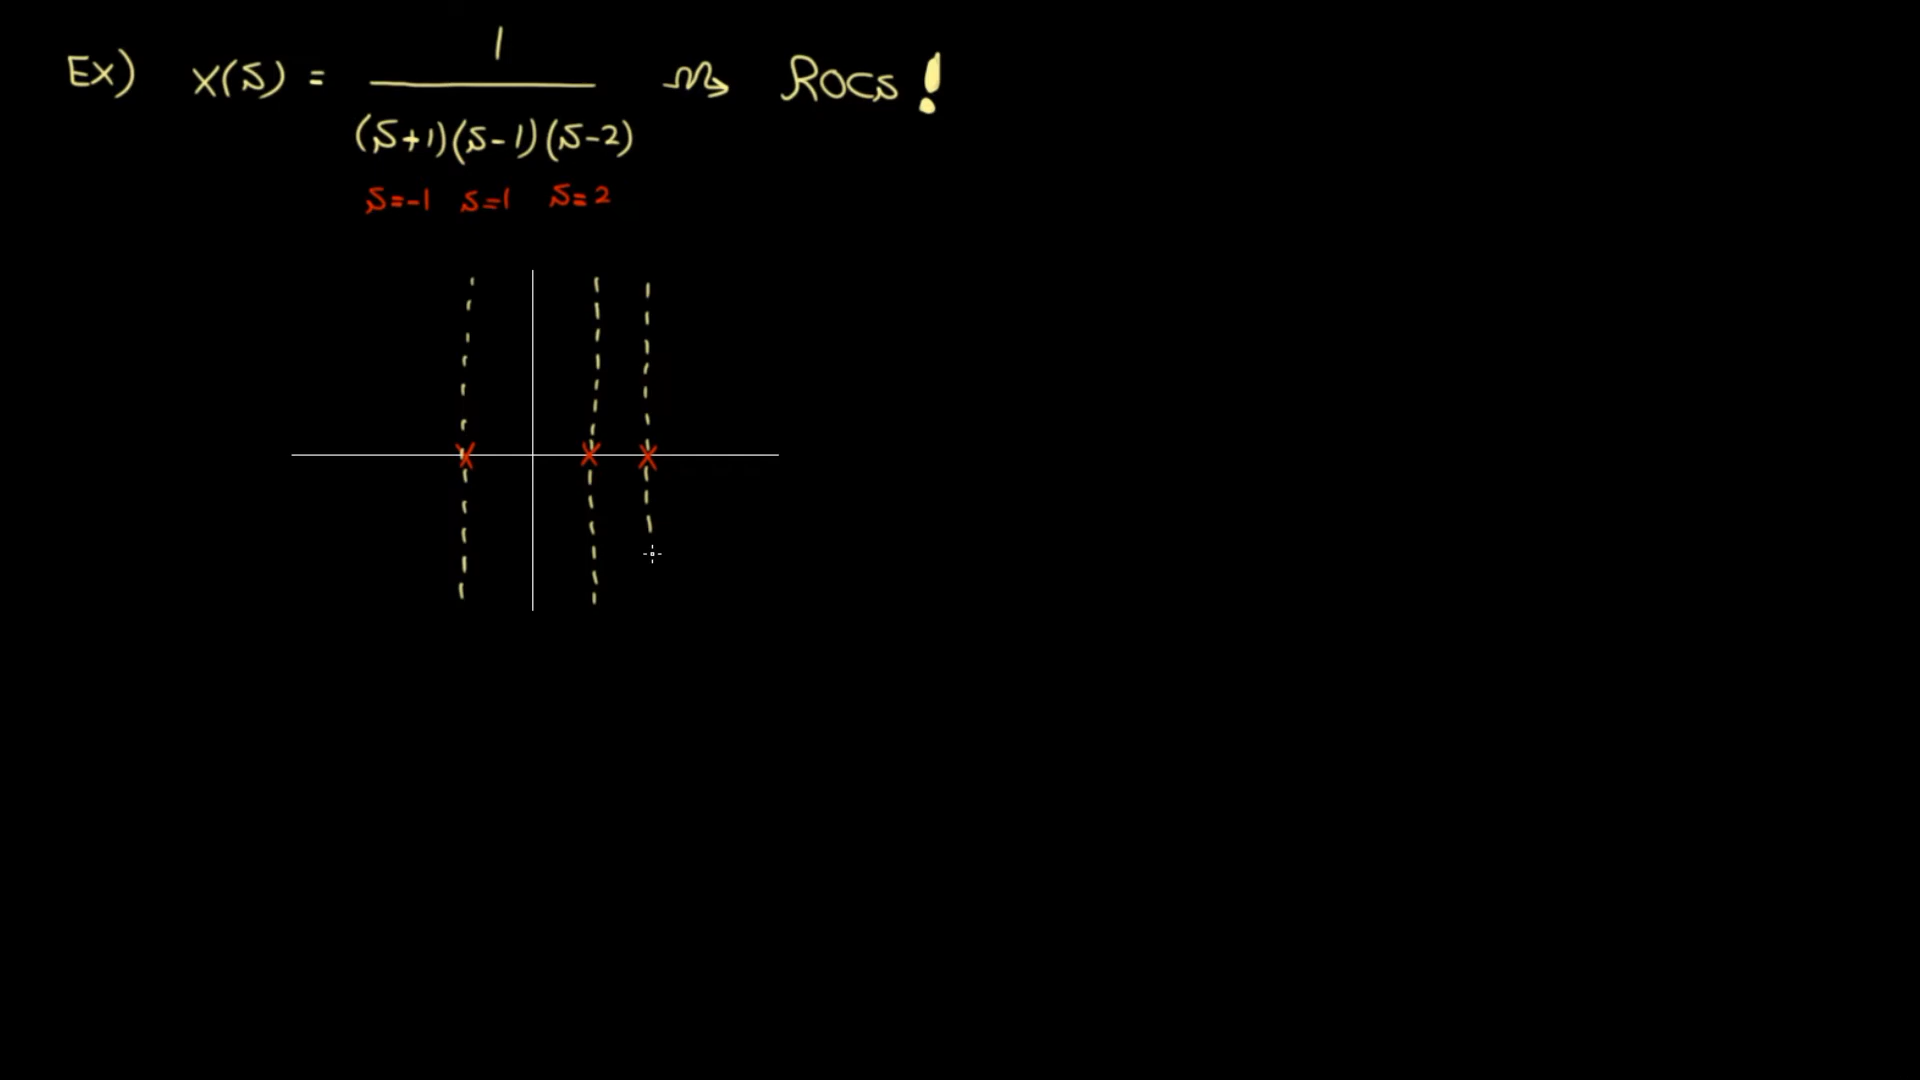 Ex) X(s) = 1 / (s+1)(s-1)(s-2) ⇝ ROCs!
s=-1 s=1 s=2